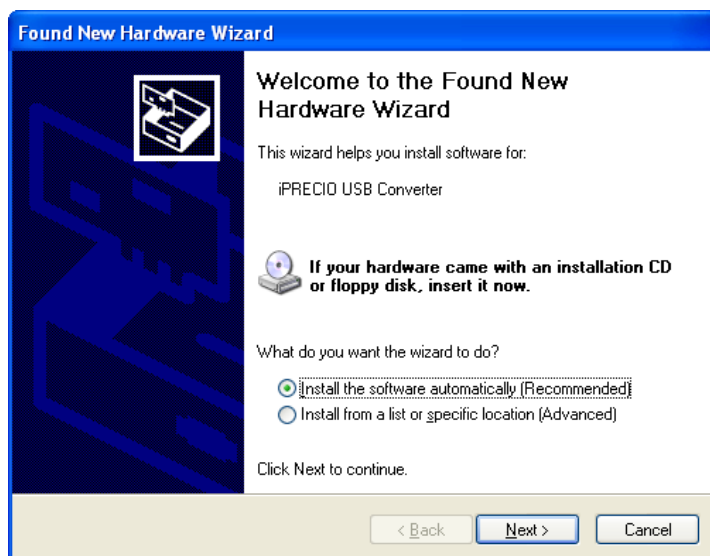 Found New Hardware Wizard
Welcome to the Found New
Hardware Wizard
This wizard helps you install software for:
iPRECIO USB Converter
If your hardware came with an installation CD
or floppy disk, insert it now.
What do you want the wizard to do?
Install the software automatically (Recommended)
Install from a list or specific location (Advanced)
Click Next to continue.
< Back Next > Cancel